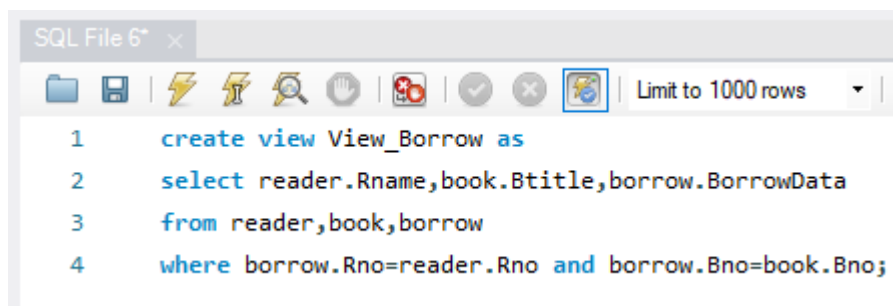 SQL File 6* ×
Limit to 1000 rows
1 create view View_Borrow as
2 select reader.Rname,book.Btitle,borrow.BorrowData
3 from reader,book,borrow
4 where borrow.Rno=reader.Rno and borrow.Bno=book.Bno;